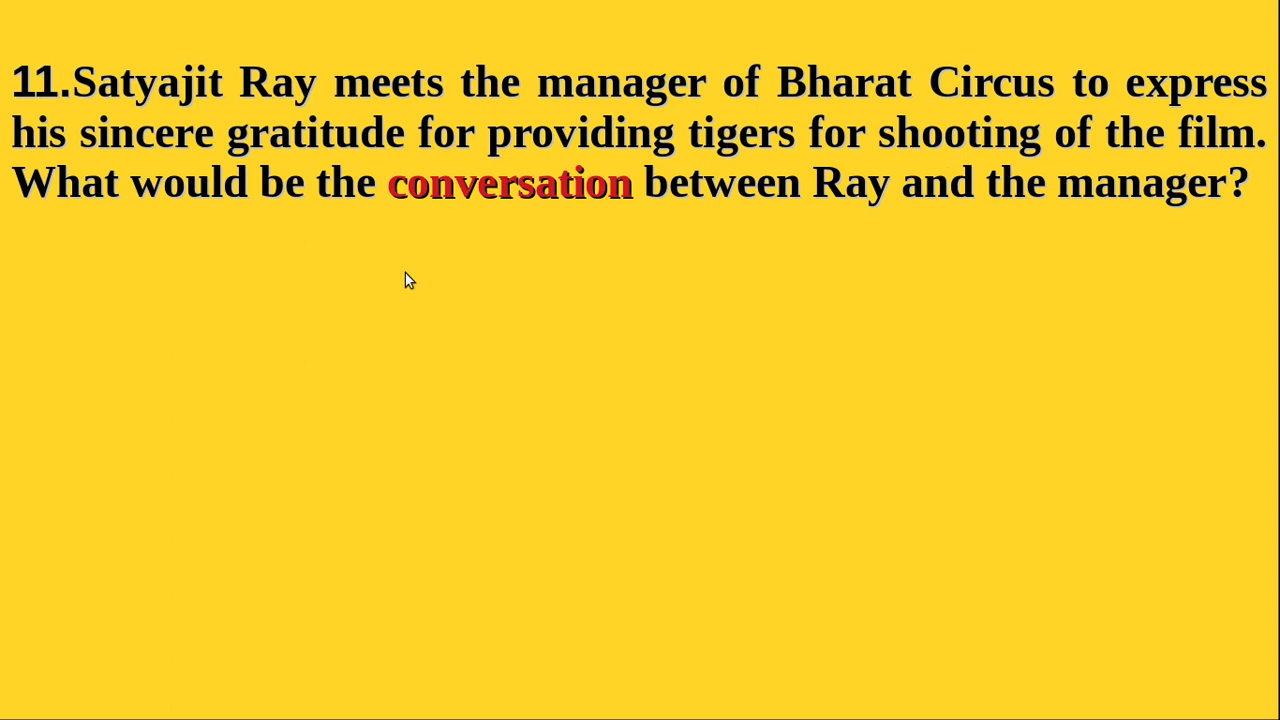 11.Satyajit Ray meets the manager of Bharat Circus to express
his sincere gratitude for providing tigers for shooting of the film.
What would be the conversation between Ray and the manager?